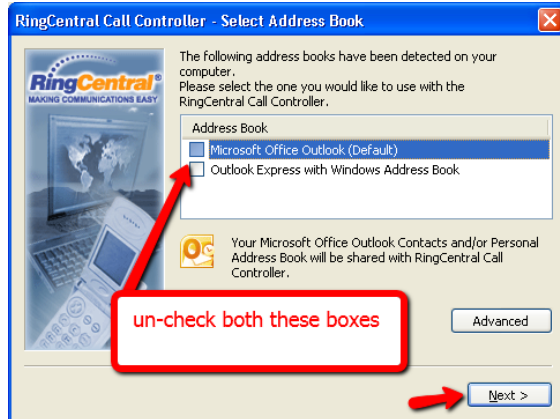 RingCentral Call Controller - Select Address Book
RingCentral®
MAKING COMMUNICATIONS EASY
The following address books have been detected on your
computer.
Please select the one you would like to use with the
RingCentral Call Controller.
Address Book
Microsoft Office Outlook (Default)
Outlook Express with Windows Address Book
Your Microsoft Office Outlook Contacts and/or Personal
Address Book will be shared with RingCentral Call
Controller.
un-check both these boxes
Advanced
Next >